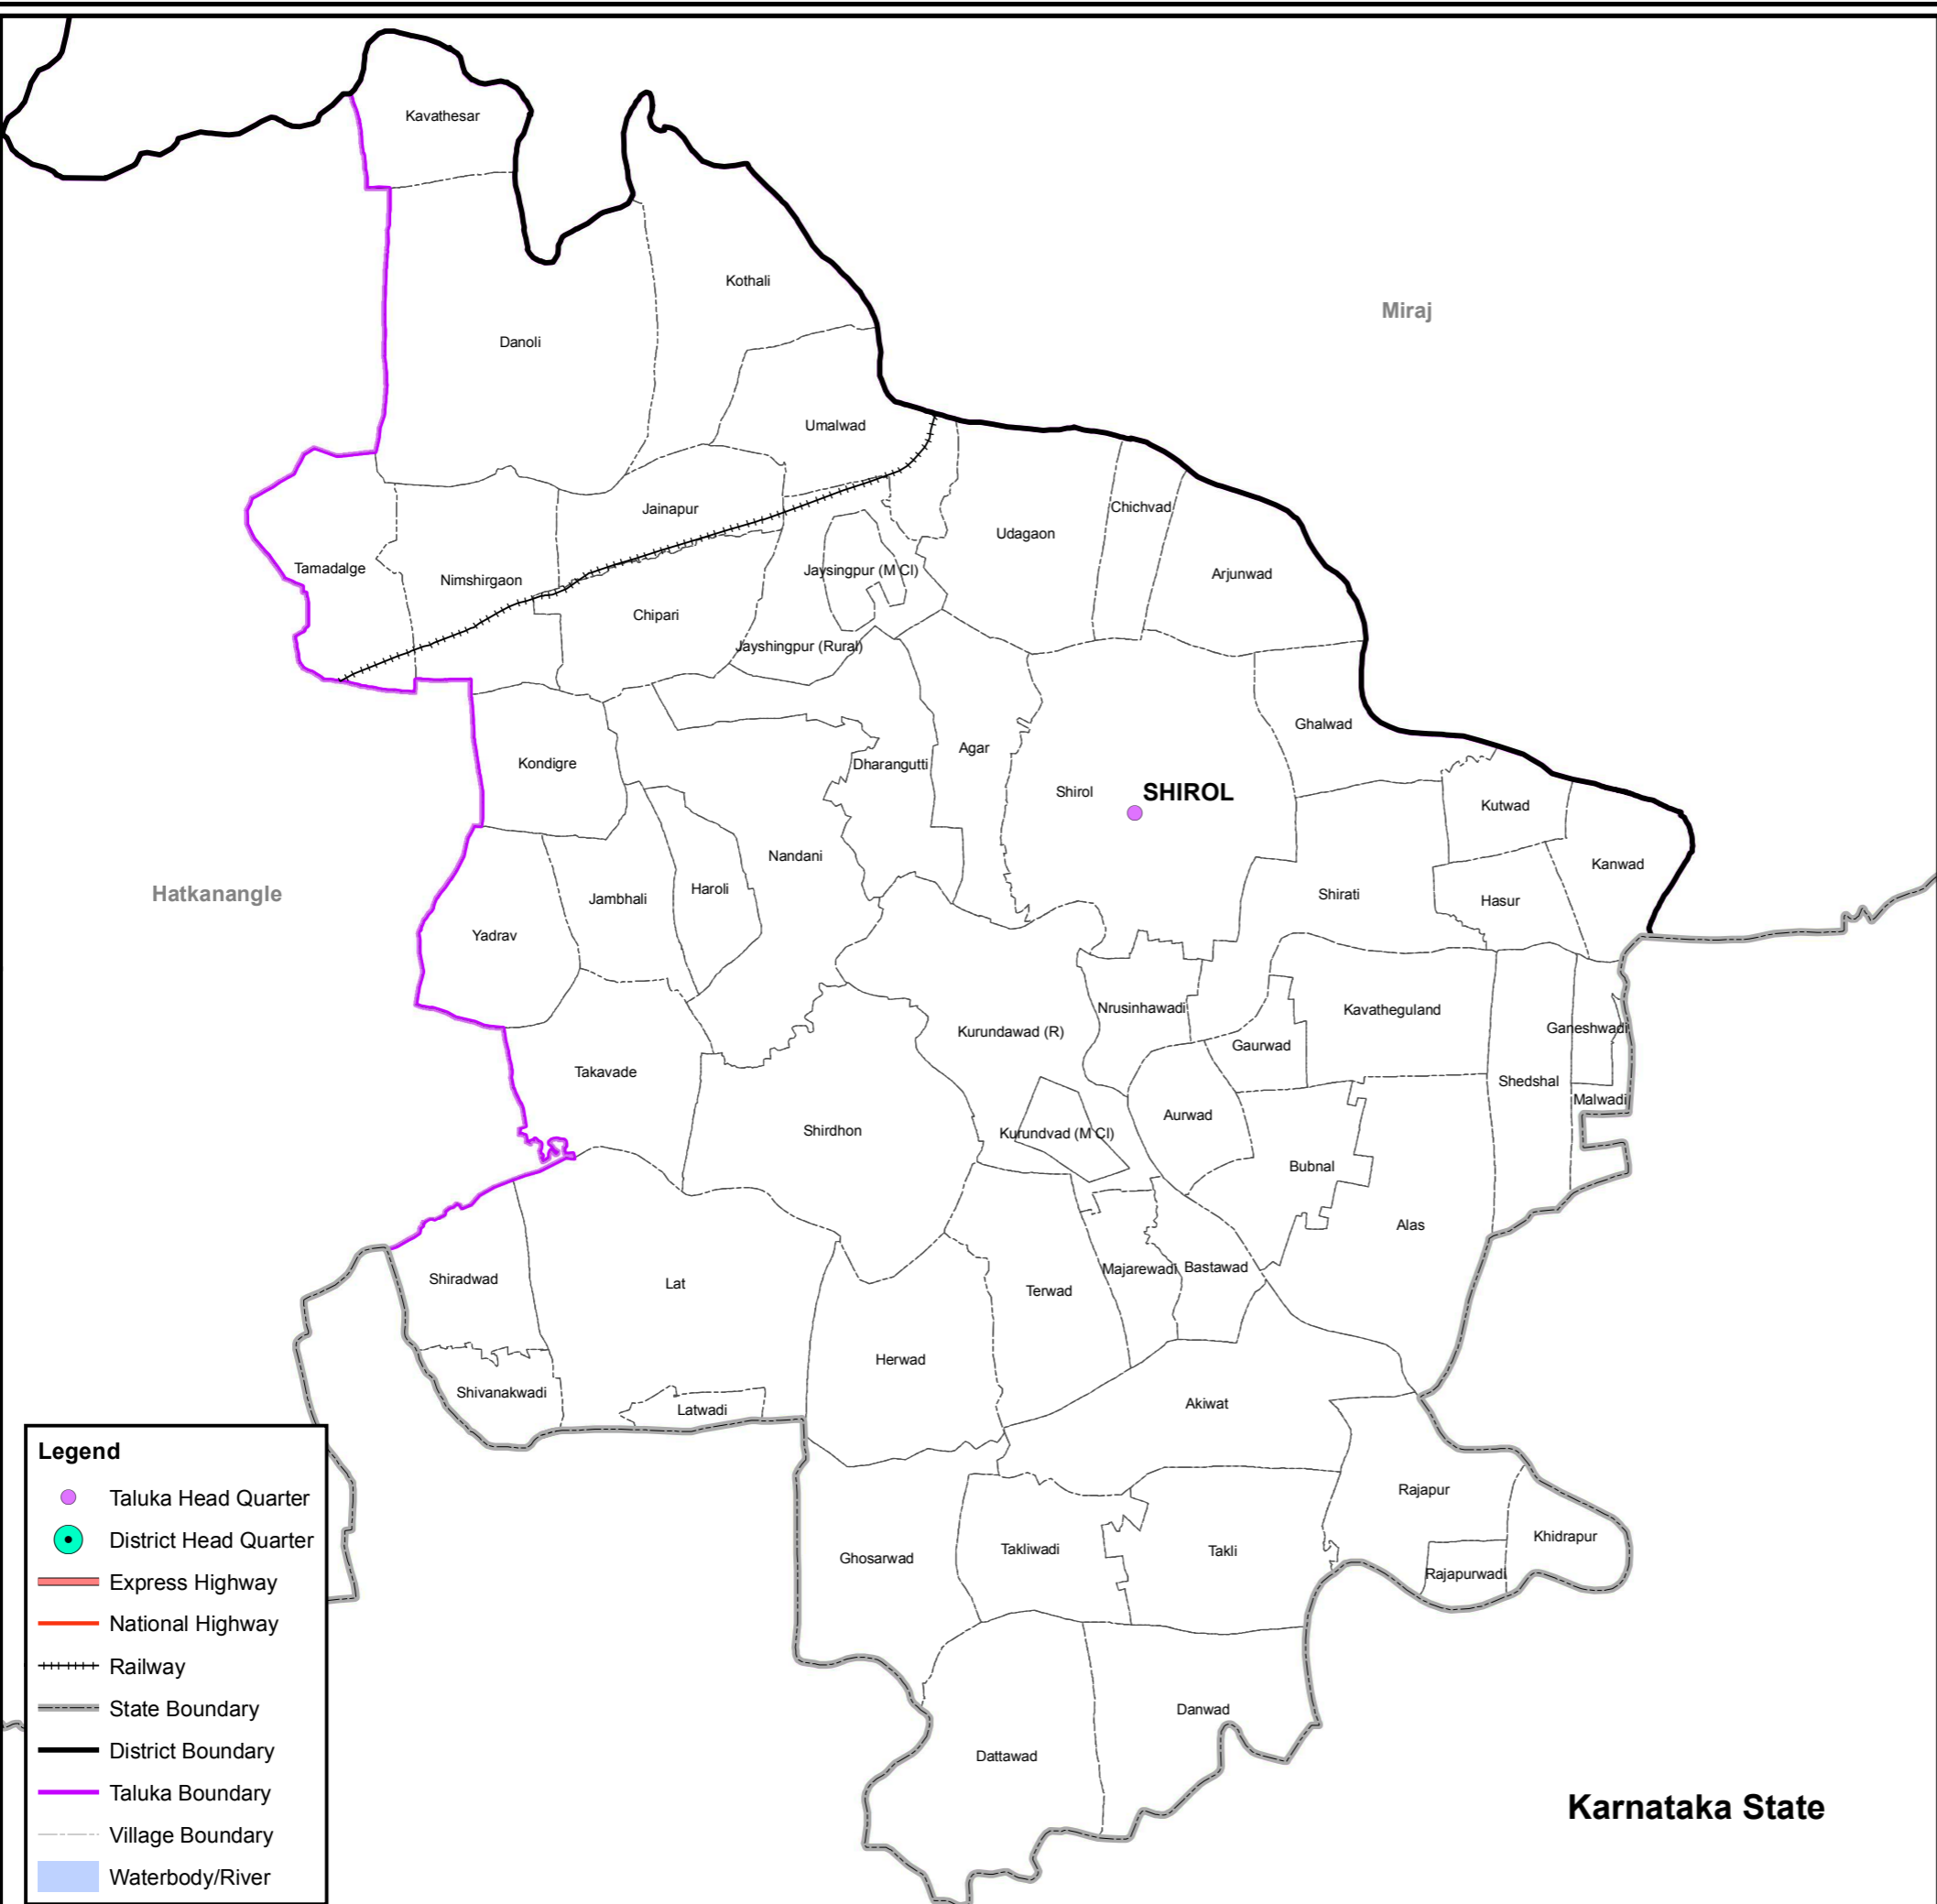 Kavathesar
Kothali
Miraj
Danoli
Umalwad
Jainapur
Chichvad
Udagaon
Tamadalge
Jaysingpur (M Cl)
Arjunwad
Nimshirgaon
Chipari
Jayshingpur (Rural)
Ghalwad
Agar
Kondigre
Dharangutti
Shirol
SHIROL
Kutwad
Nandani
Kanwad
Hatkanangle
Haroli
Shirati
Jambhali
Hasur
Yadrav
Nrusinhawadi
Kavatheguland
Kurundawad (R)
Ganeshwadi
Gaurwad
Takavade
Shedshal
Malwadi
Aurwad
Shirdhon
Kurundvad (M Cl)
Bubnal
Alas
Majarewadi
Bastawad
Shiradwad
Lat
Terwad
Herwad
Shivanakwadi
Akiwat
Latwadi
Rajapur
Khidrapur
Takliwadi
Takli
Ghosarwad
Rajapurwadi
Danwad
Dattawad
Karnataka State
Legend
Taluka Head Quarter
District Head Quarter
Express Highway
National Highway
Railway
State Boundary
District Boundary
Taluka Boundary
Village Boundary
Waterbody/River